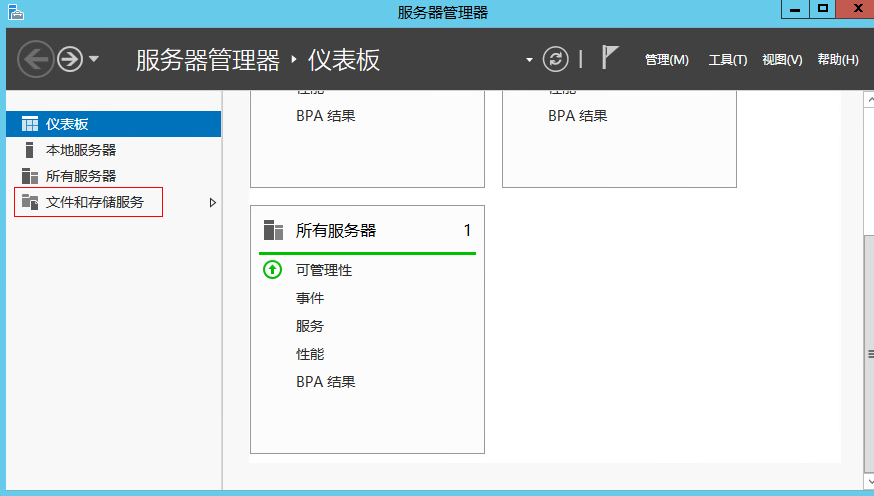 服务器管理器
服务器管理器 ‣ 仪表板
管理(M) 工具(T) 视图(V) 帮助(H)
仪表板
本地服务器
所有服务器
文件和存储服务
性能
BPA 结果
BPA 结果
所有服务器 1
可管理性
事件
服务
性能
BPA 结果